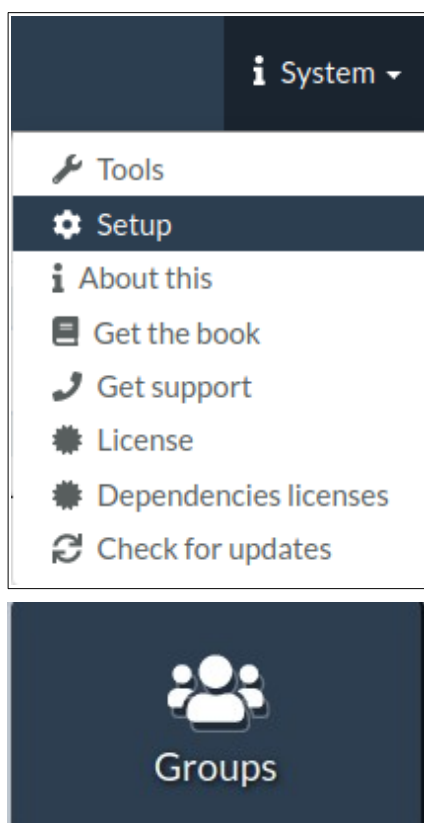 System
Tools
Setup
About this
Get the book
Get support
License
Dependencies licenses
Check for updates
Groups